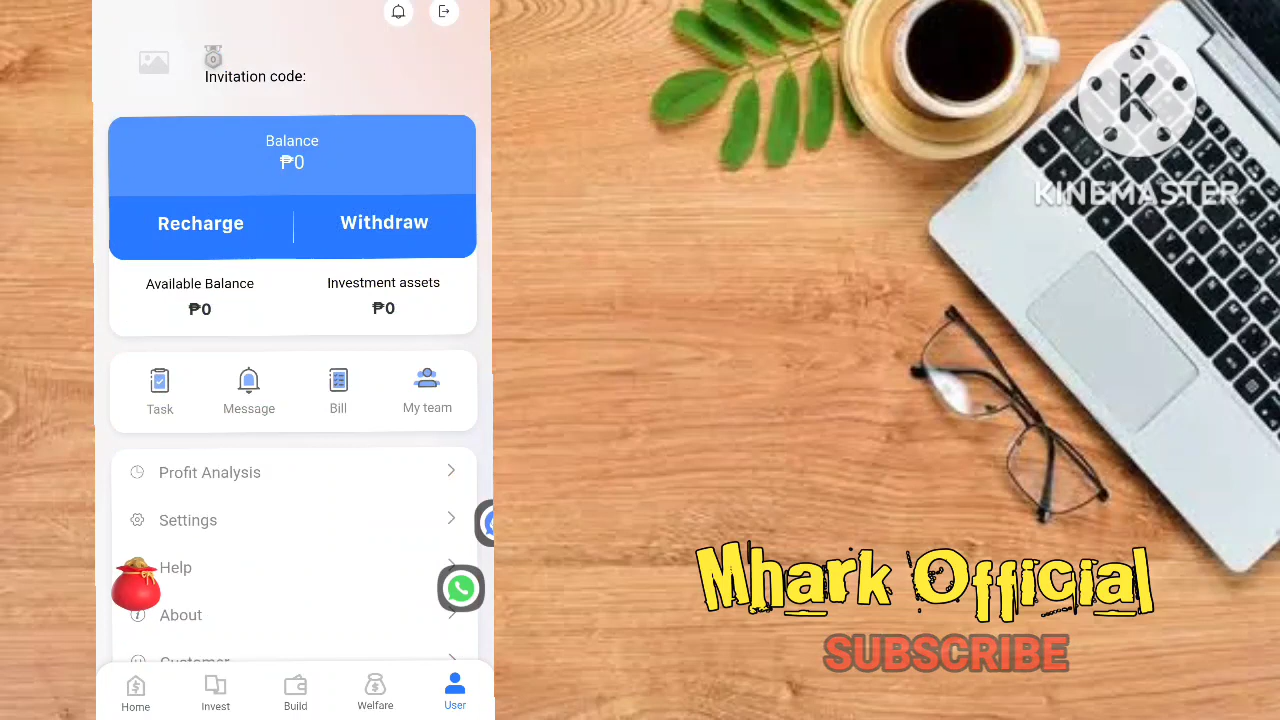 Invitation code:
Balance
₱0
Recharge
Withdraw
Available Balance
Investment assets
₱0
₱0
Task
Message
Bill
My team
Profit Analysis
Settings
Help
About
Customer
Home
Invest
Build
Welfare
User
K
KINEMASTER
Mhark Official
SUBSCRIBE